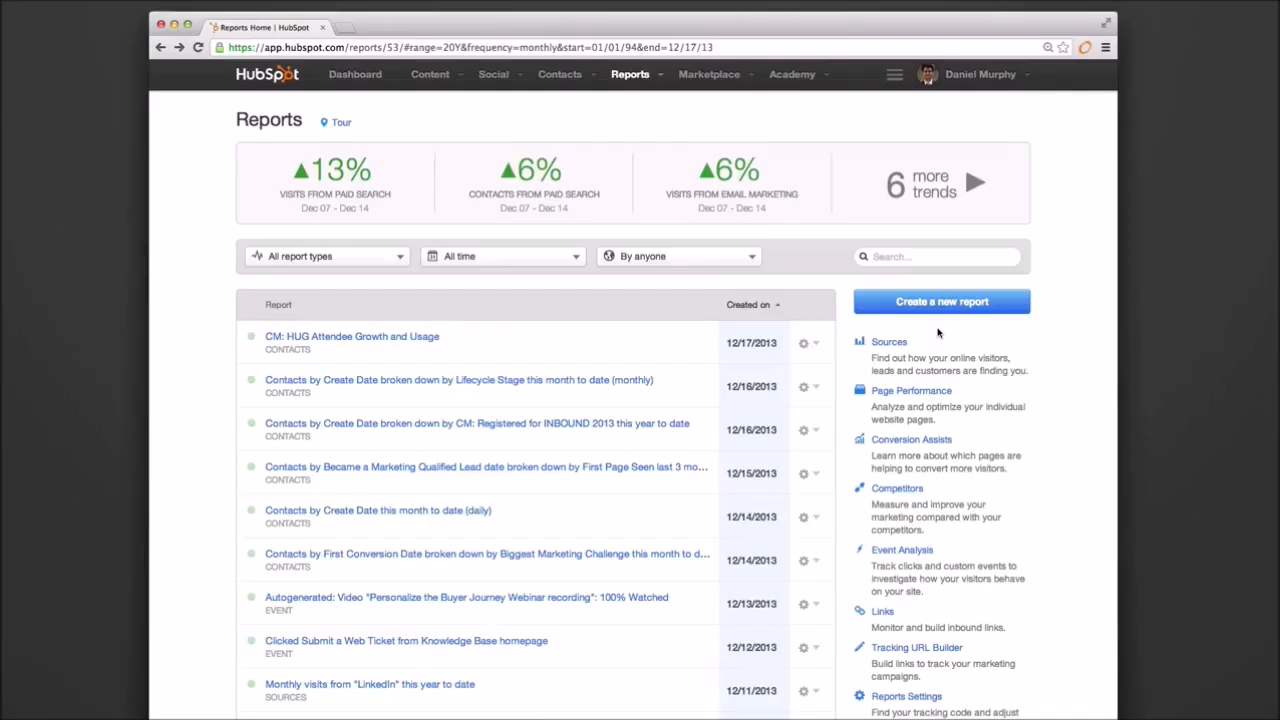 Reports Home | HubSpot
https://app.hubspot.com/reports/53/#range=20Y&frequency=monthly&start=01/01/94&end=12/17/13
HubSpot Dashboard Content Social Contacts Reports Marketplace Academy Daniel Murphy
Reports Tour
13% 6% 6% 6 more trends
VISITS FROM PAID SEARCH CONTACTS FROM PAID SEARCH VISITS FROM EMAIL MARKETING
Dec 07 - Dec 14 Dec 07 - Dec 14 Dec 07 - Dec 14
All report types All time By anyone Search...
Report Created on
CM: HUG Attendee Growth and Usage 12/17/2013
CONTACTS
Contacts by Create Date broken down by Lifecycle Stage this month to date (monthly) 12/16/2013
CONTACTS
Contacts by Create Date broken down by CM: Registered for INBOUND 2013 this year to date 12/16/2013
CONTACTS
Contacts by Became a Marketing Qualified Lead date broken down by First Page Seen last 3 mo... 12/15/2013
CONTACTS
Contacts by Create Date this month to date (daily) 12/14/2013
CONTACTS
Contacts by First Conversion Date broken down by Biggest Marketing Challenge this month to d... 12/14/2013
CONTACTS
Autogenerated: Video "Personalize the Buyer Journey Webinar recording": 100% Watched 12/13/2013
EVENT
Clicked Submit a Web Ticket from Knowledge Base homepage 12/12/2013
EVENT
Monthly visits from "LinkedIn" this year to date 12/11/2013
SOURCES
Create a new report
Sources
Find out how your online visitors,
leads and customers are finding you.
Page Performance
Analyze and optimize your individual
website pages.
Conversion Assists
Learn more about which pages are
helping to convert more visitors.
Competitors
Measure and improve your
marketing compared with your
competitors.
Event Analysis
Track clicks and custom events to
investigate how your visitors behave
on your site.
Links
Monitor and build inbound links.
Tracking URL Builder
Build links to track your marketing
campaigns.
Reports Settings
Find your tracking code and adjust